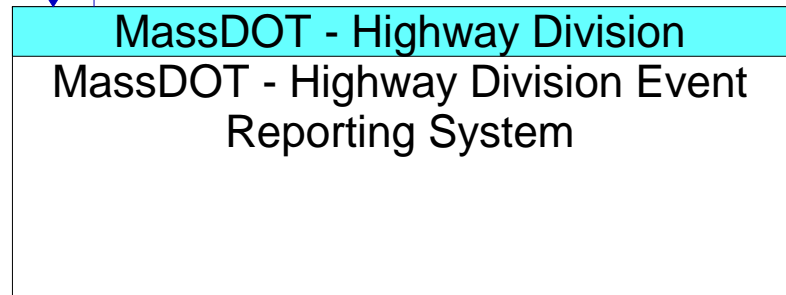 MassDOT - Highway Division
MassDOT - Highway Division Event
Reporting System